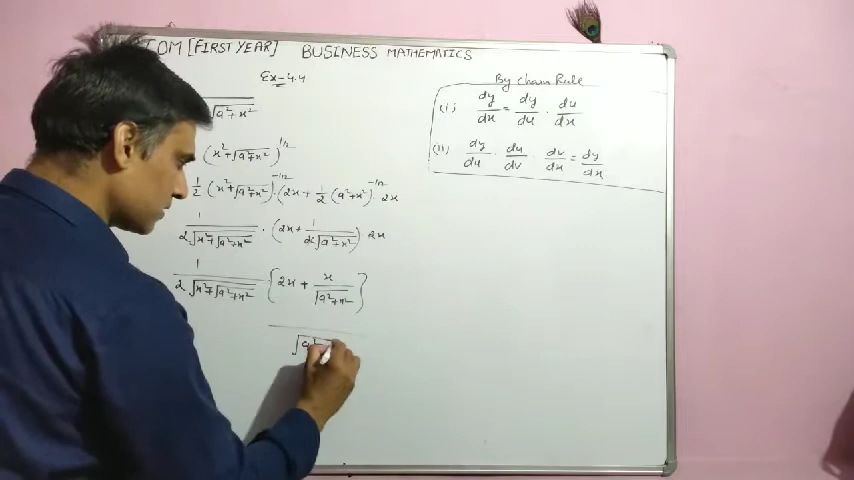 COM [FIRST YEAR] BUSINESS MATHEMATICS
Ex-4.4
√a²+x²
(x²+√a²+x²)^1/2
1/2 (x²+√a²+x²)^-1/2 · (2x + 1/2 (a²+x²)^-1/2 · 2x
1/2√x²+√a²+x² · (2x + 1/2√a²+x²) 2x
1/2√x²+√a²+x² {2x + x/√a²+x²}
√a²
By Chain Rule
(i) dy/dx = dy/du · du/dx
(ii) dy/du · du/dv · dv/dx = dy/dx